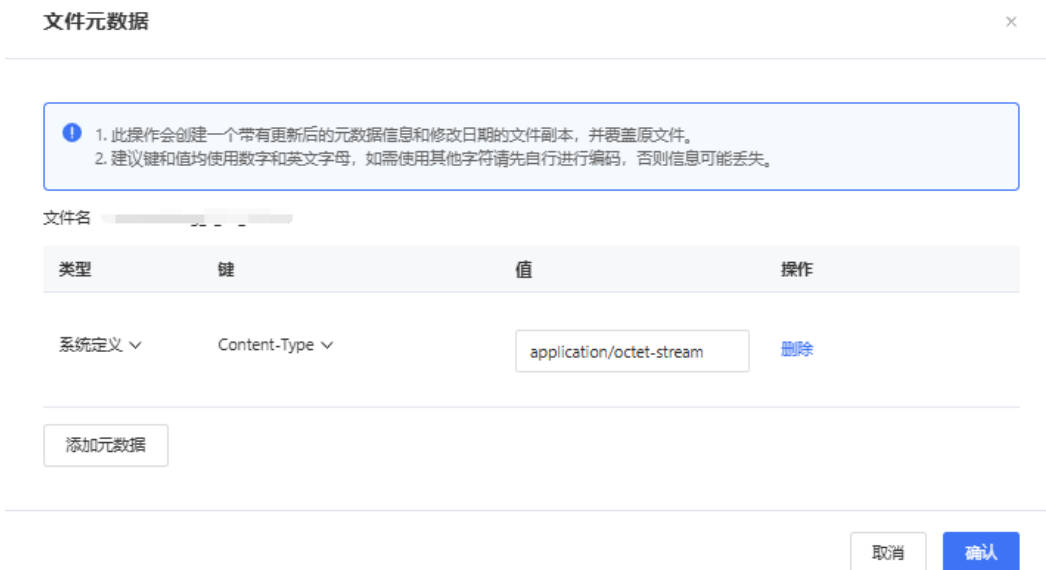 文件元数据
1. 此操作会创建一个带有更新后的元数据信息和修改日期的文件副本，并覆盖原文件。
2. 建议键和值均使用数字和英文字母，如需使用其他字符请先自行进行编码，否则信息可能丢失。
文件名
类型 键 值 操作
系统定义 Content-Type application/octet-stream 删除
添加元数据
取消 确认